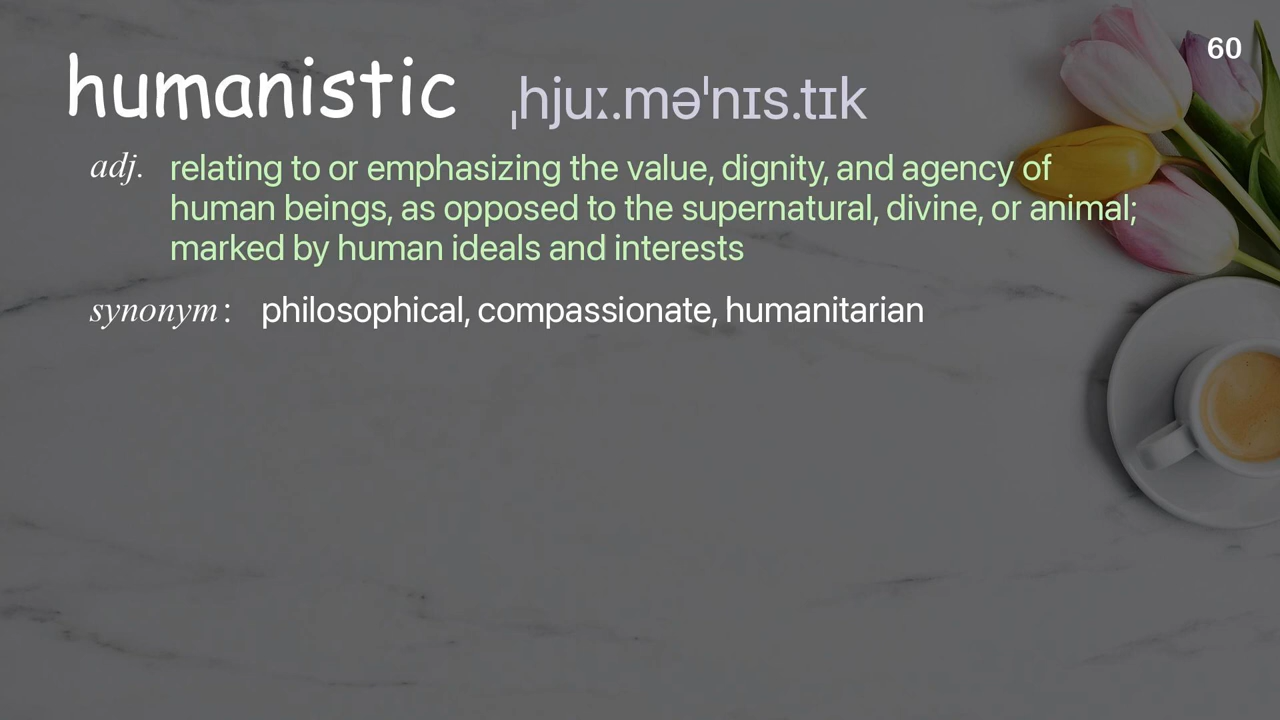 60
humanistic ˌhjuː.məˈnɪs.tɪk
adj. relating to or emphasizing the value, dignity, and agency of
human beings, as opposed to the supernatural, divine, or animal;
marked by human ideals and interests
synonym : philosophical, compassionate, humanitarian